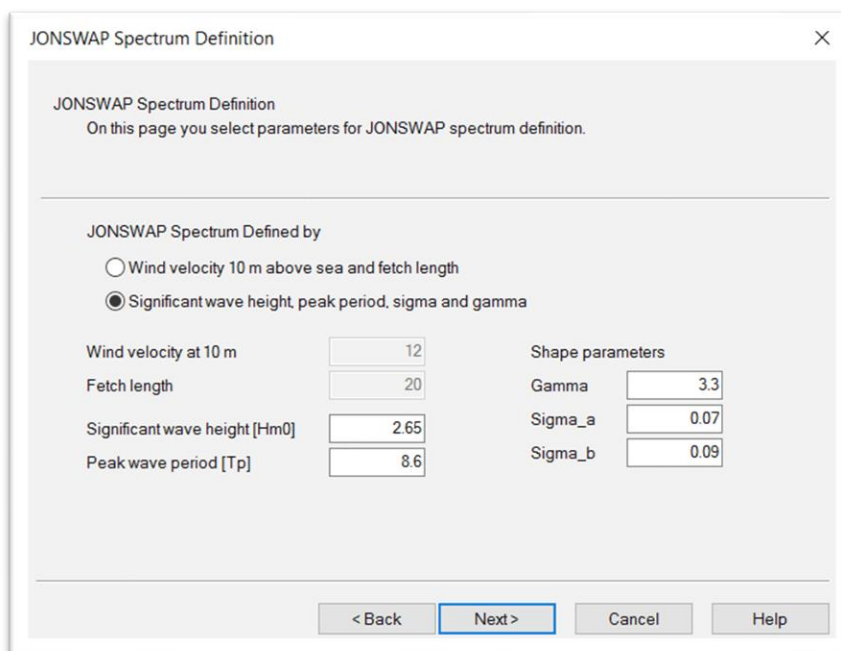 JONSWAP Spectrum Definition
JONSWAP Spectrum Definition
On this page you select parameters for JONSWAP spectrum definition.
JONSWAP Spectrum Defined by
Wind velocity 10 m above sea and fetch length
Significant wave height, peak period, sigma and gamma
Wind velocity at 10 m 12
Fetch length 20
Significant wave height [Hm0] 2.65
Peak wave period [Tp] 8.6
Shape parameters
Gamma 3.3
Sigma_a 0.07
Sigma_b 0.09
< Back Next > Cancel Help